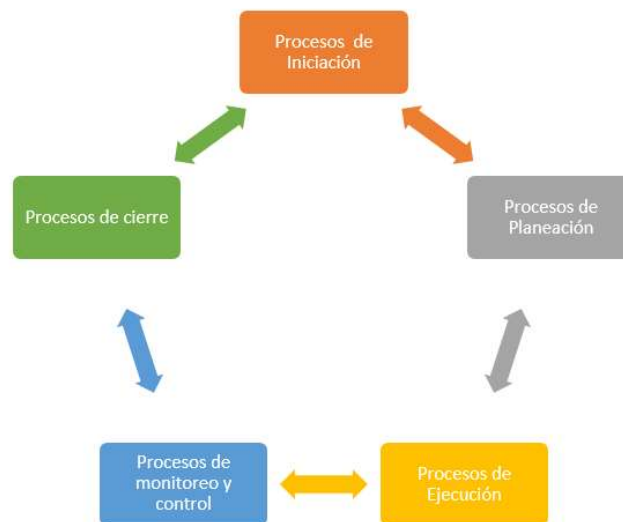 Procesos de
Iniciación
Procesos de cierre
Procesos de
Planeación
Procesos de
monitoreo y
control
Procesos de
Ejecución